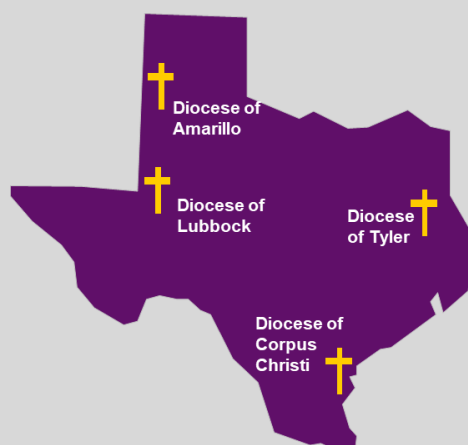 Diocese of
Amarillo
Diocese of
Lubbock
Diocese
of Tyler
Diocese of
Corpus
Christi